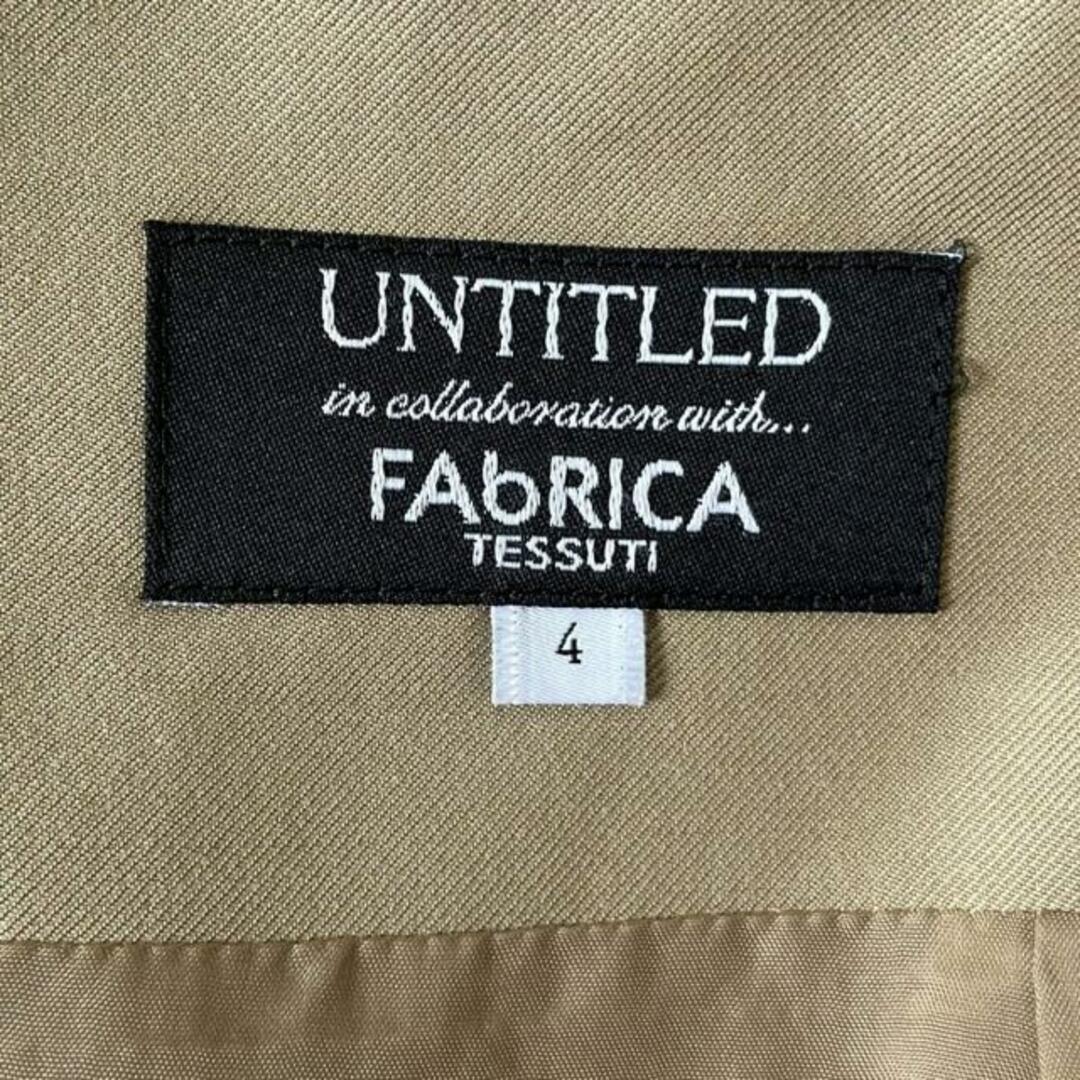 UNTITLED
in collaboration with...
FAbRICA
TESSUTI
4